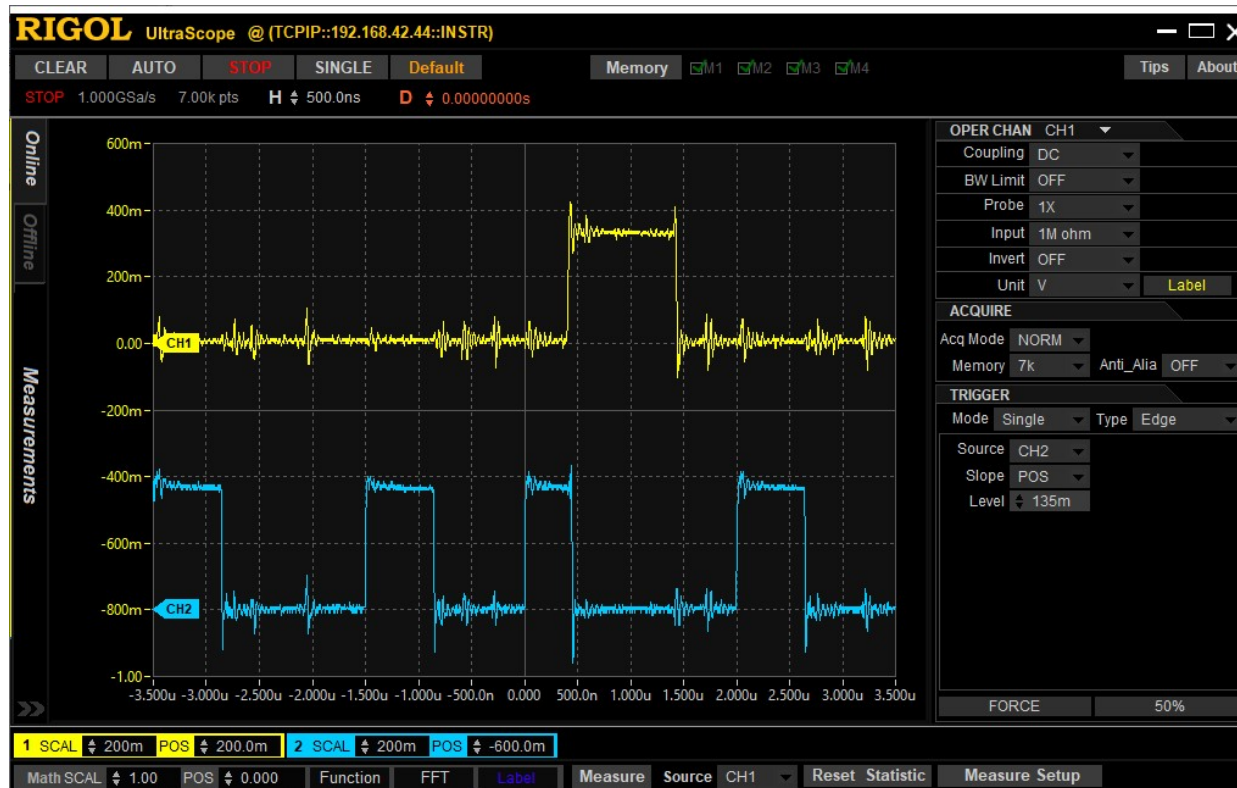 RIGOL UltraScope @ (TCPIP::192.168.42.44::INSTR)
CLEAR AUTO STOP SINGLE Default Memory M1 M2 M3 M4 Tips About
STOP 1.000GSa/s 7.00k pts H 500.0ns D 0.00000000s
Online
Offline
Measurements
600m
400m
200m
0.00
-200m
-400m
-600m
-800m
-1.00
CH1
CH2
-3.500u -3.000u -2.500u -2.000u -1.500u -1.000u -500.0n 0.000 500.0n 1.000u 1.500u 2.000u 2.500u 3.000u 3.500u
OPER CHAN CH1
Coupling DC
BW Limit OFF
Probe 1X
Input 1M ohm
Invert OFF
Unit V Label
ACQUIRE
Acq Mode NORM
Memory 7k Anti_Alia OFF
TRIGGER
Mode Single Type Edge
Source CH2
Slope POS
Level 135m
FORCE 50%
1 SCAL 200m POS 200.0m 2 SCAL 200m POS -600.0m
Math SCAL 1.00 POS 0.000 Function FFT Label Measure Source CH1 Reset Statistic Measure Setup